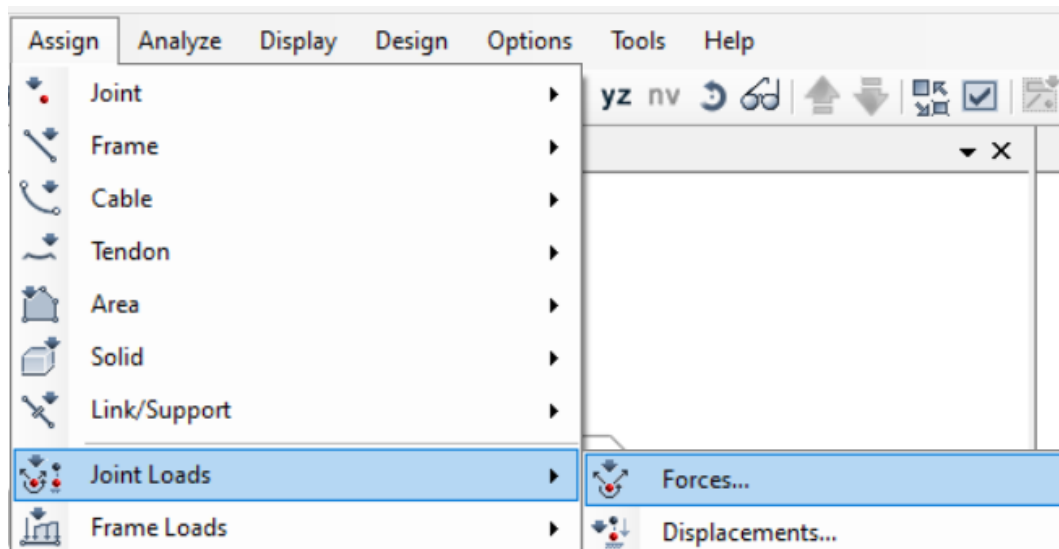 Assign Analyze Display Design Options Tools Help
Joint
yz nv
Frame
Cable
Tendon
Area
Solid
Link/Support
Joint Loads
Forces...
Frame Loads
Displacements...